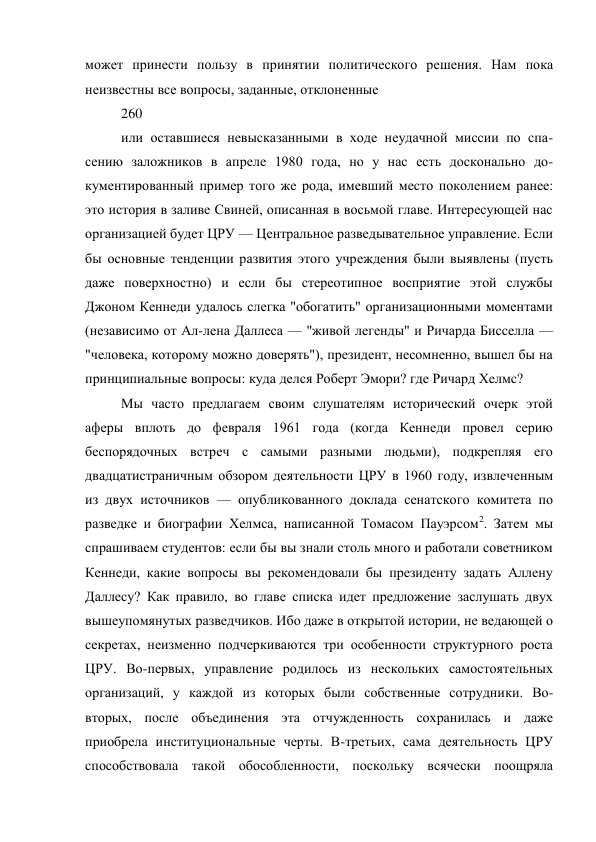 может принести пользу в принятии политического решения. Нам пока
неизвестны все вопросы, заданные, отклоненные
260
или оставшиеся невысказанными в ходе неудачной миссии по спа-
сению заложников в апреле 1980 года, но у нас есть досконально до-
кументированный пример того же рода, имевший место поколением ранее:
это история в заливе Свиней, описанная в восьмой главе. Интересующей нас
организацией будет ЦРУ — Центральное разведывательное управление. Если
бы основные тенденции развития этого учреждения были выявлены (пусть
даже поверхностно) и если бы стереотипное восприятие этой службы
Джоном Кеннеди удалось слегка "обогатить" организационными моментами
(независимо от Ал-лена Даллеса — "живой легенды" и Ричарда Бисселла —
"человека, которому можно доверять"), президент, несомненно, вышел бы на
принципиальные вопросы: куда делся Роберт Эмори? где Ричард Хелмс?
Мы часто предлагаем своим слушателям исторический очерк этой
аферы вплоть до февраля 1961 года (когда Кеннеди провел серию
беспорядочных встреч с самыми разными людьми), подкрепляя его
двадцатистраничным обзором деятельности ЦРУ в 1960 году, извлеченным
из двух источников — опубликованного доклада сенатского комитета по
разведке и биографии Хелмса, написанной Томасом Пауэрсом2. Затем мы
спрашиваем студентов: если бы вы знали столь много и работали советником
Кеннеди, какие вопросы вы рекомендовали бы президенту задать Аллену
Даллесу? Как правило, во главе списка идет предложение заслушать двух
вышеупомянутых разведчиков. Ибо даже в открытой истории, не ведающей о
секретах, неизменно подчеркиваются три особенности структурного роста
ЦРУ. Во-первых, управление родилось из нескольких самостоятельных
организаций, у каждой из которых были собственные сотрудники. Во-
вторых, после объединения эта отчужденность сохранилась и даже
приобрела институциональные черты. В-третьих, сама деятельность ЦРУ
способствовала такой обособленности, поскольку всячески поощряла